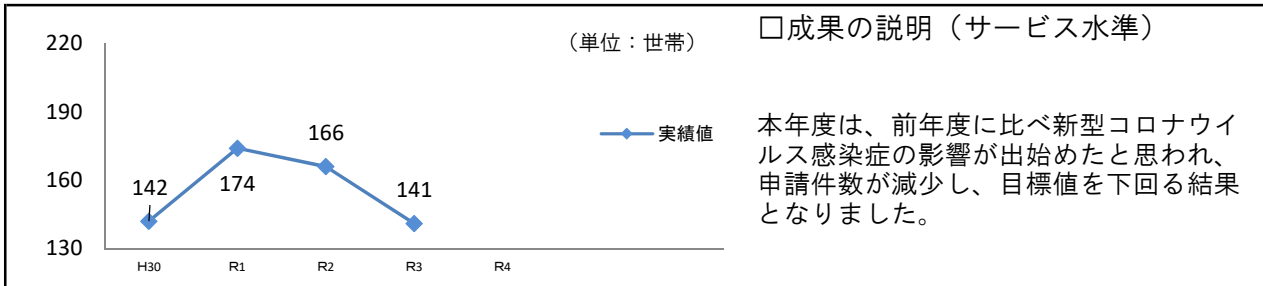 220
190
160
130
（単位：世帯）
142
174
166
141
実績値
H30
R1
R2
R3
R4
□成果の説明（サービス水準）
本年度は、前年度に比べ新型コロナウイ
ルス感染症の影響が出始めたと思われ、
申請件数が減少し、目標値を下回る結果
となりました。